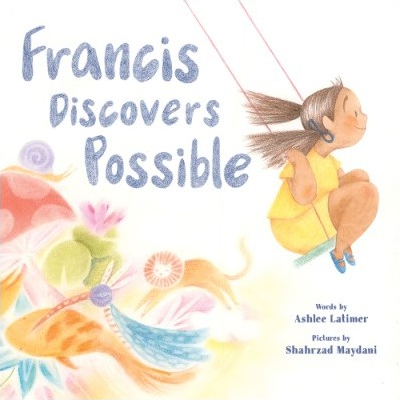 Francis
Discovers
Possible
Words by
Ashlee Latimer
Pictures by
Shahrzad Maydani